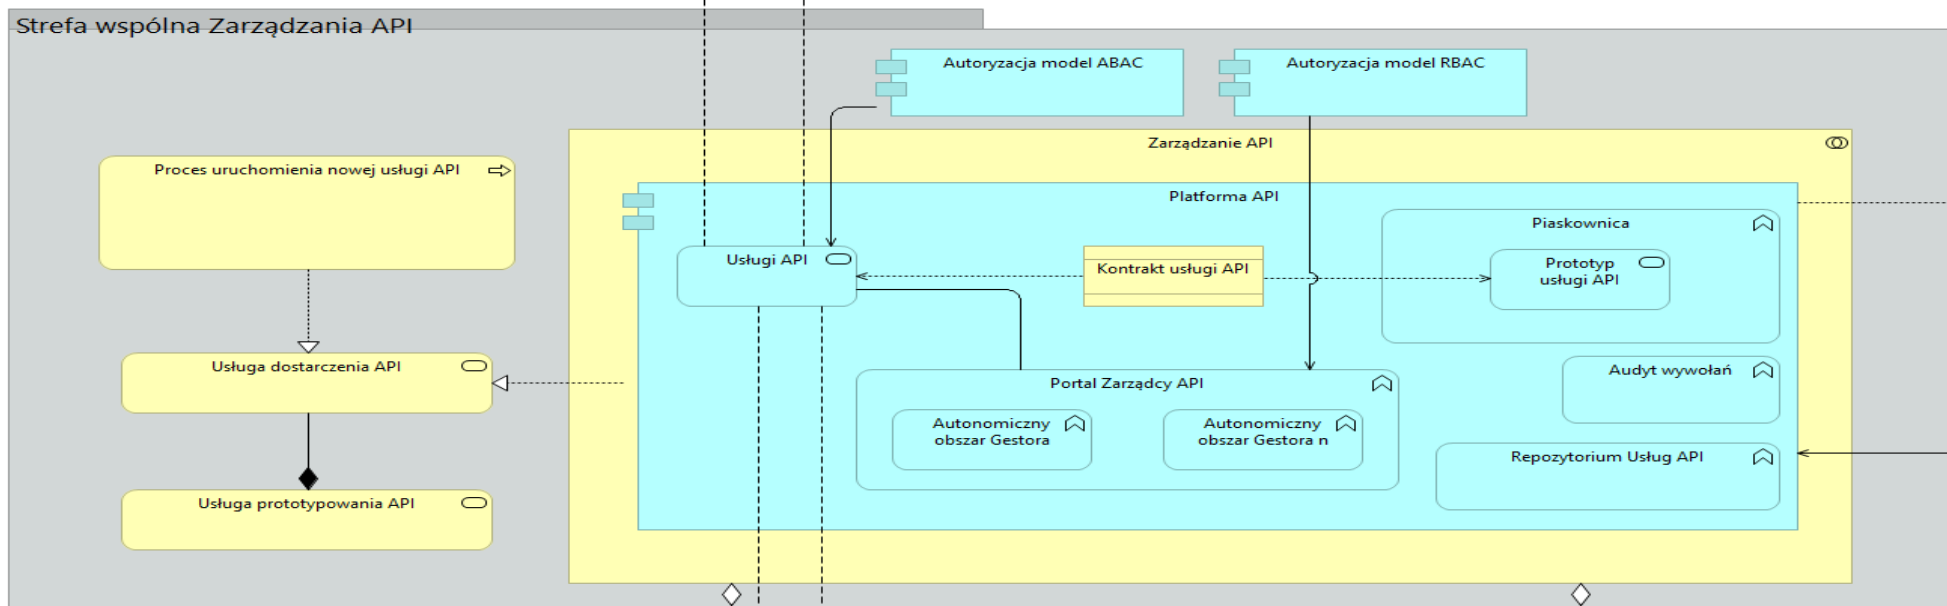 Strefa wspólna Zarządzania API
Autoryzacja model ABAC
Autoryzacja model RBAC
Zarządzanie API
Proces uruchomienia nowej usługi API
Platforma API
Piaskownica
Usługi API
Kontrakt usługi API
Prototyp
usługi API
Usługa dostarczenia API
Portal Zarządcy API
Audyt wywołań
Autonomiczny
obszar Gestora
Autonomiczny
obszar Gestora n
Repozytorium Usług API
Usługa prototypowania API